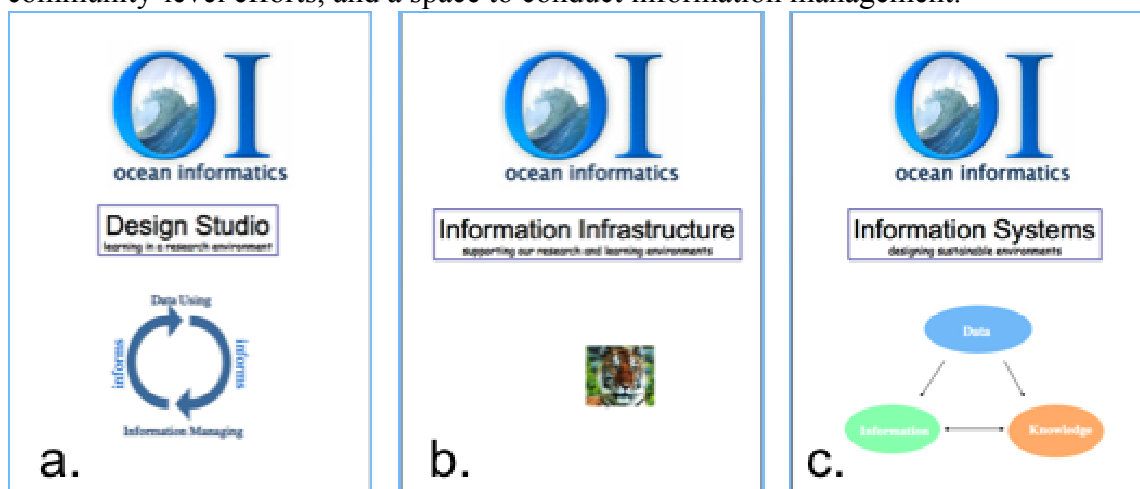 community-level efforts, and a space to conduct information management.
OI
ocean informatics
Design Studio
learning in a research environment
Data Using
informs
informs
Information Managing
a.
OI
ocean informatics
Information Infrastructure
supporting our research and learning environments
b.
OI
ocean informatics
Information Systems
designing sustainable environments
Data
Information
Knowledge
c.